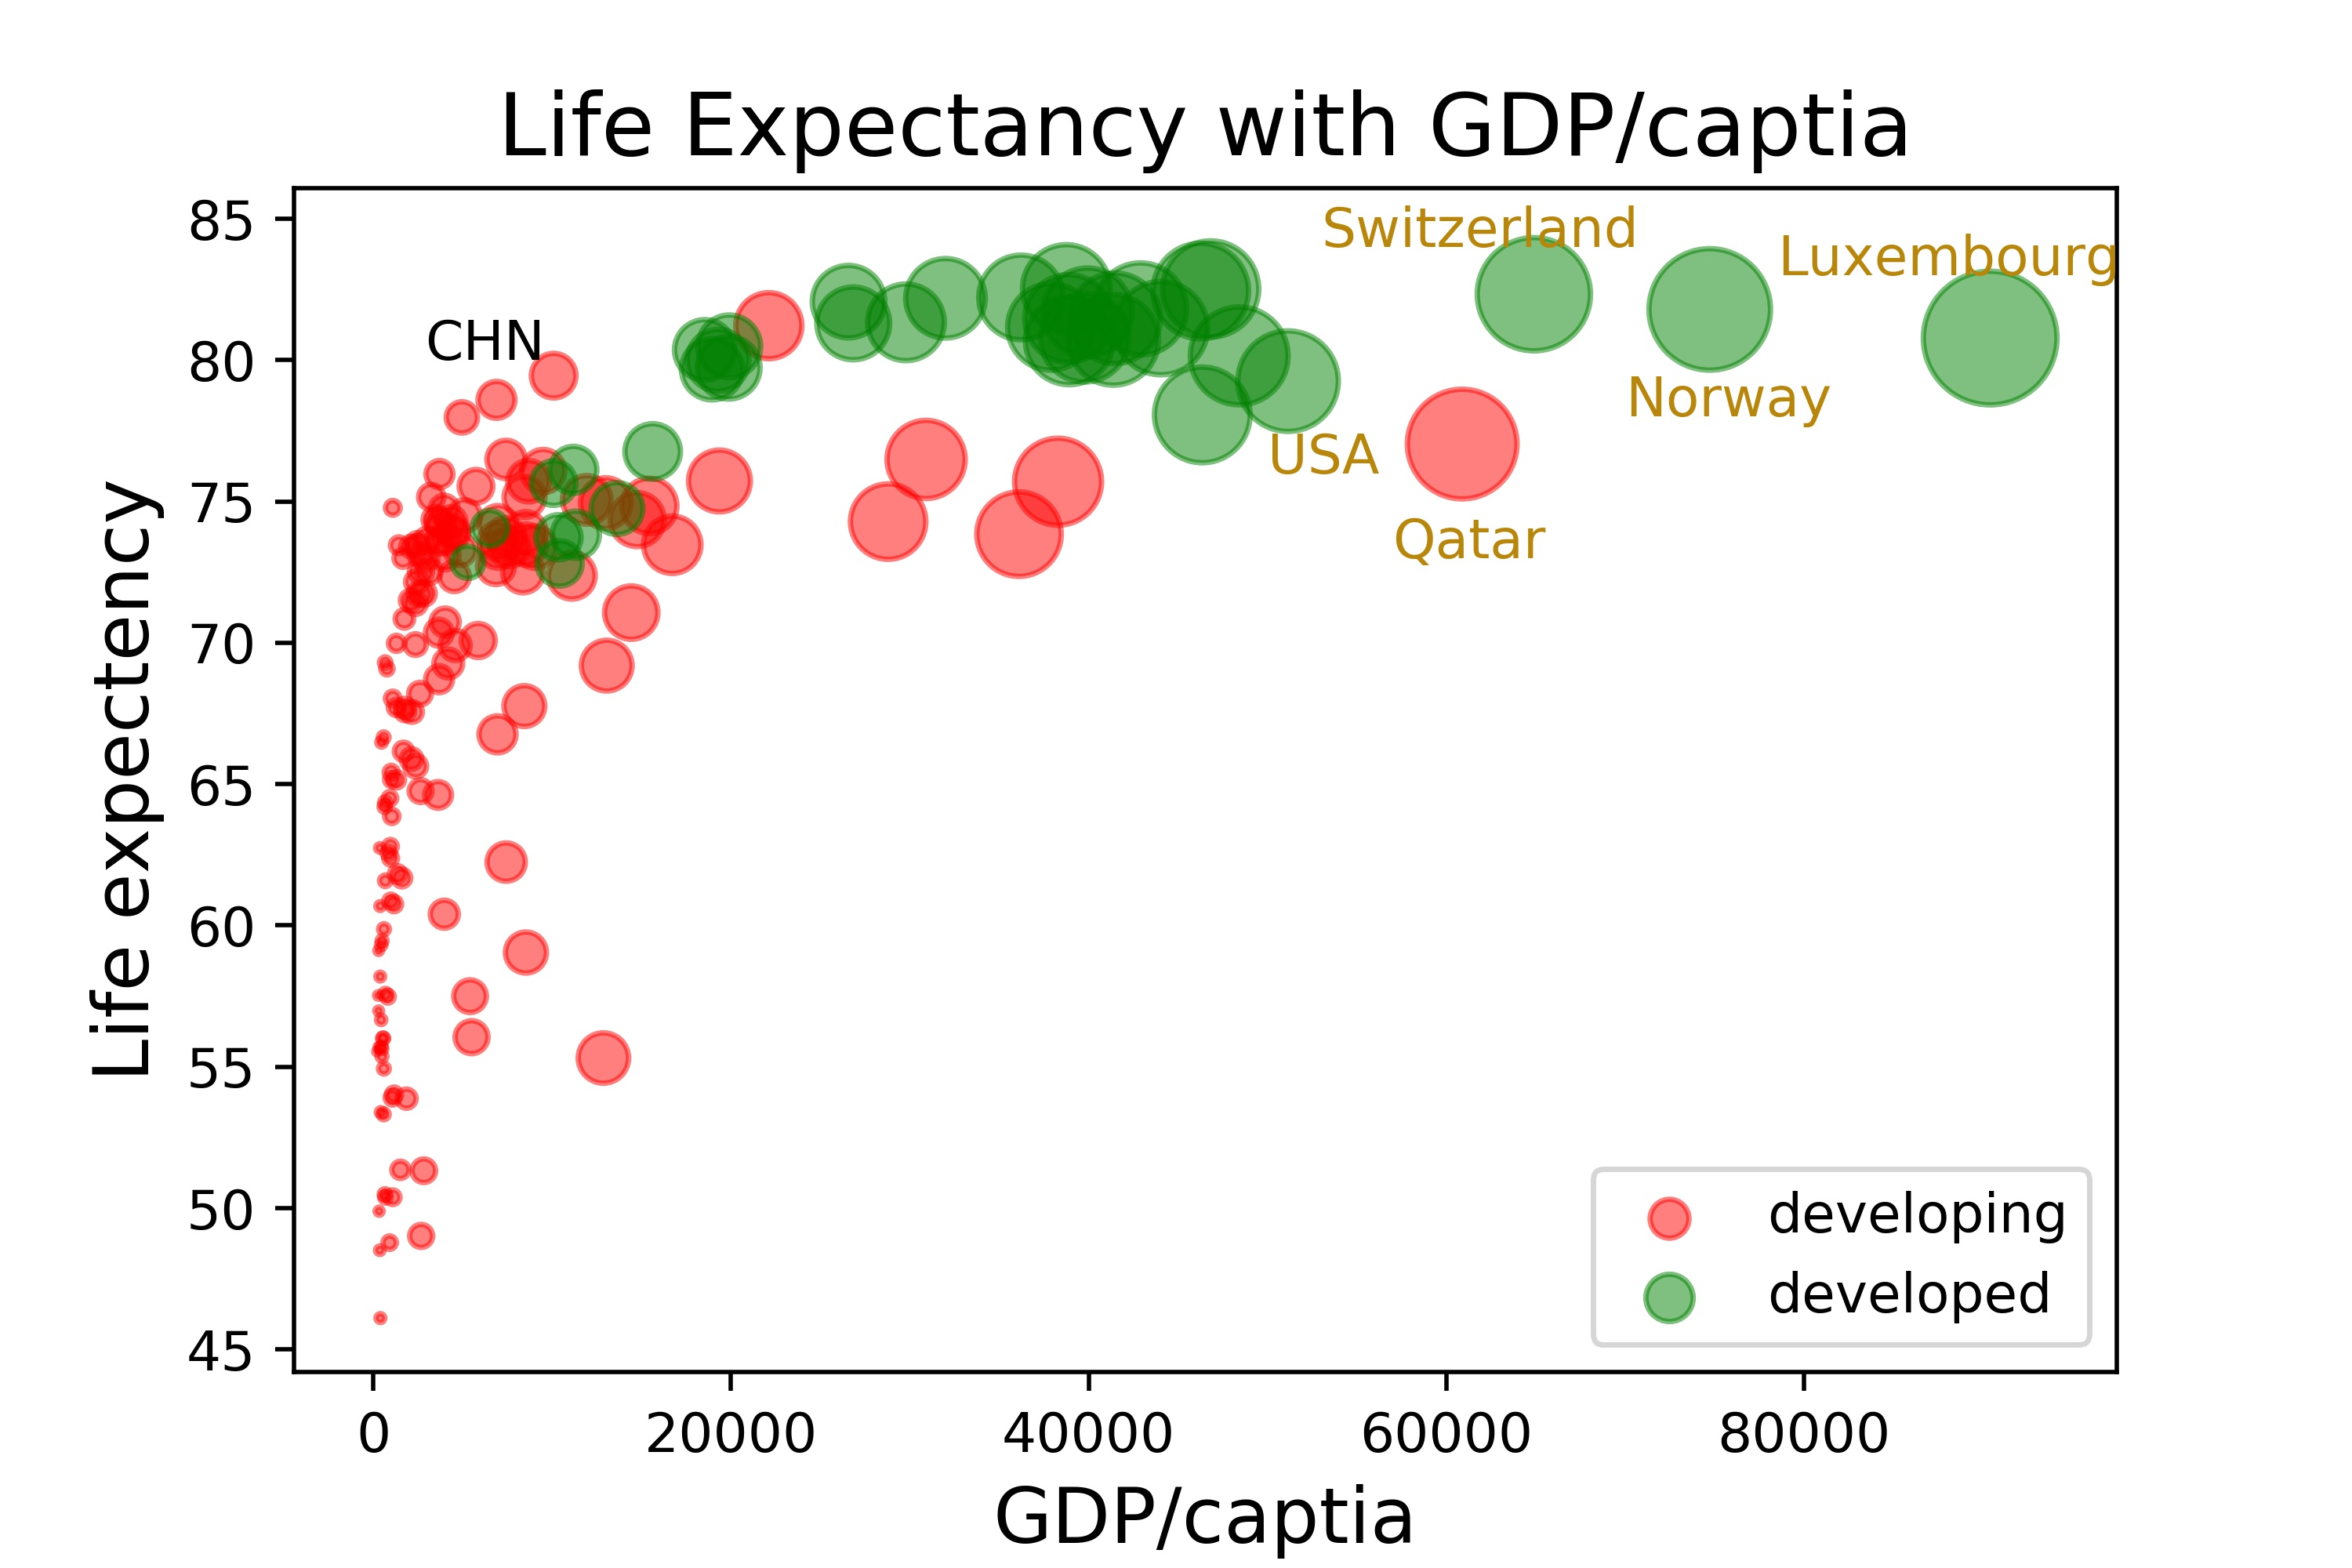 Life Expectancy with GDP/captia
Life expectency
85
80
75
70
65
60
55
50
45
Switzerland
Luxembourg
CHN
Norway
USA
Qatar
developing
developed
0 20000 40000 60000 80000
GDP/captia